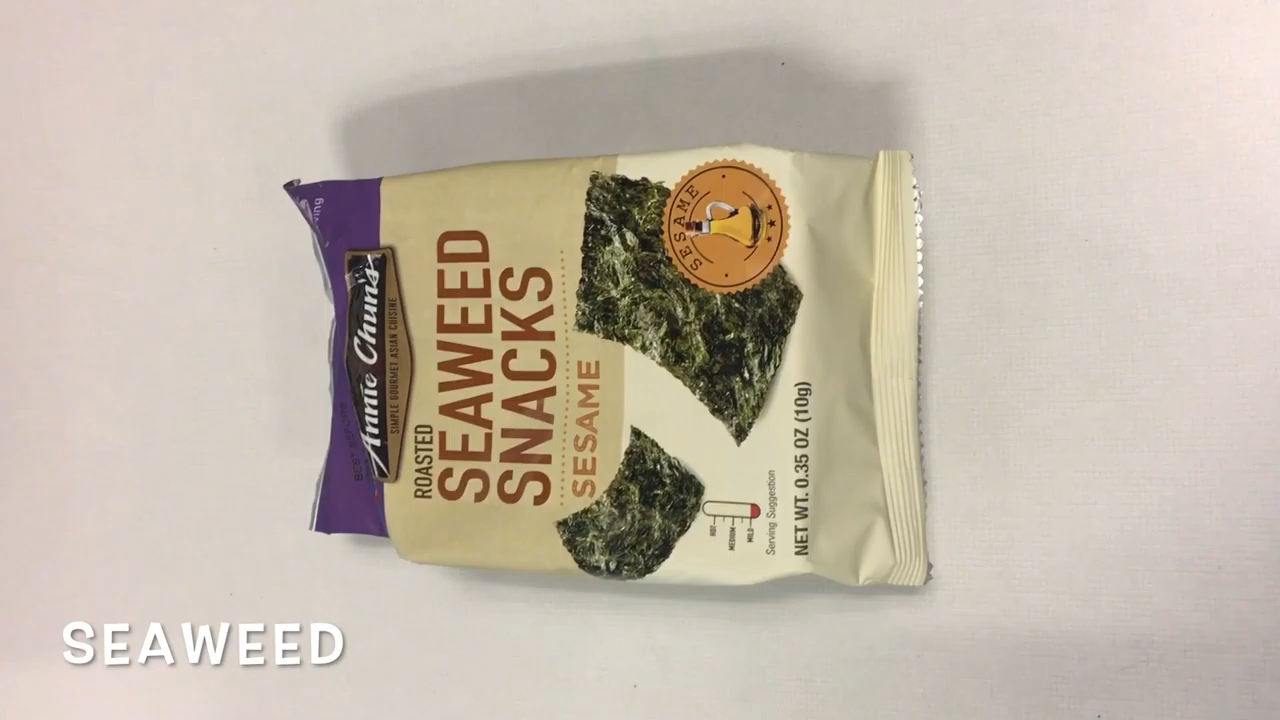 Annie Chun's
SIMPLE GOURMET ASIAN CUISINE
ROASTED
SEAWEED
SNACKS
SESAME
SESAME
HOT
MEDIUM
MILD
Serving Suggestion
NET WT. 0.35 OZ (10g)
SEAWEED